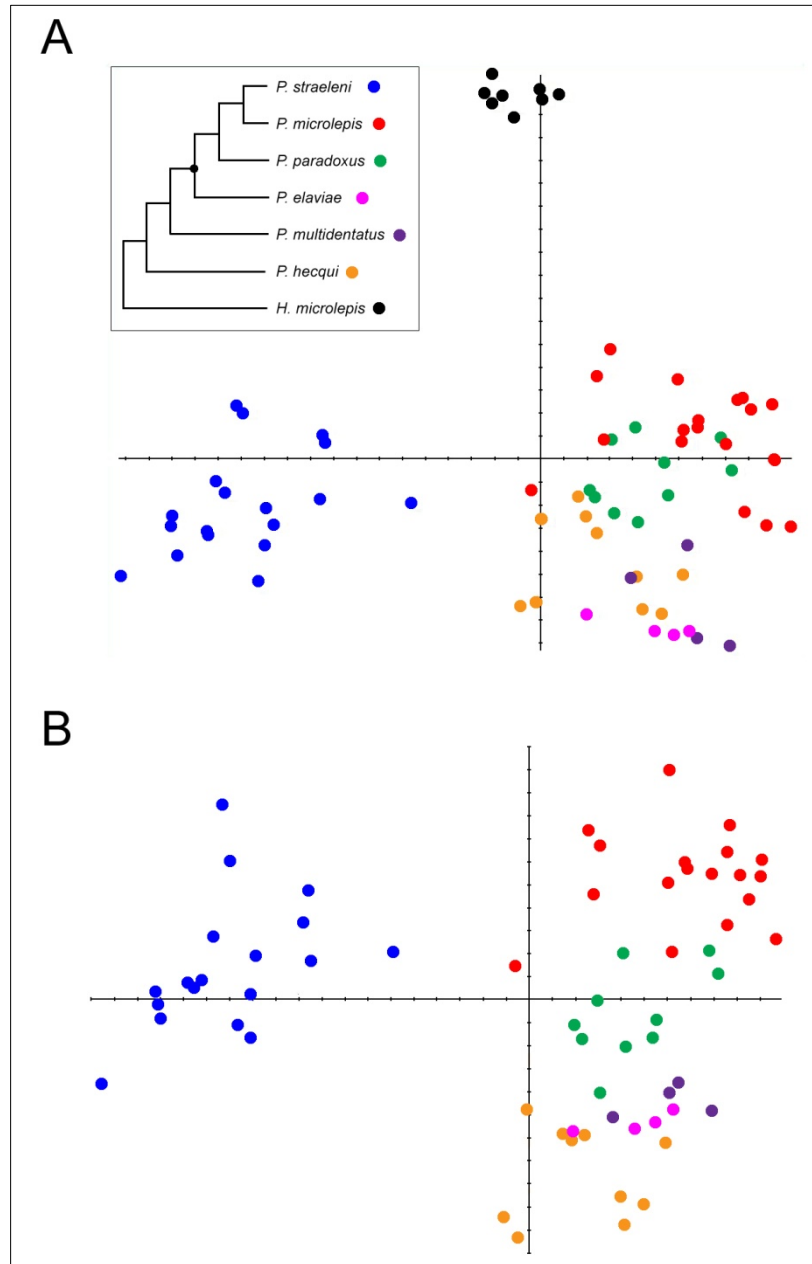 A
P. straeleni
P. microlepis
P. paradoxus
P. elaviae
P. multidentatus
P. hecqui
H. microlepis
B